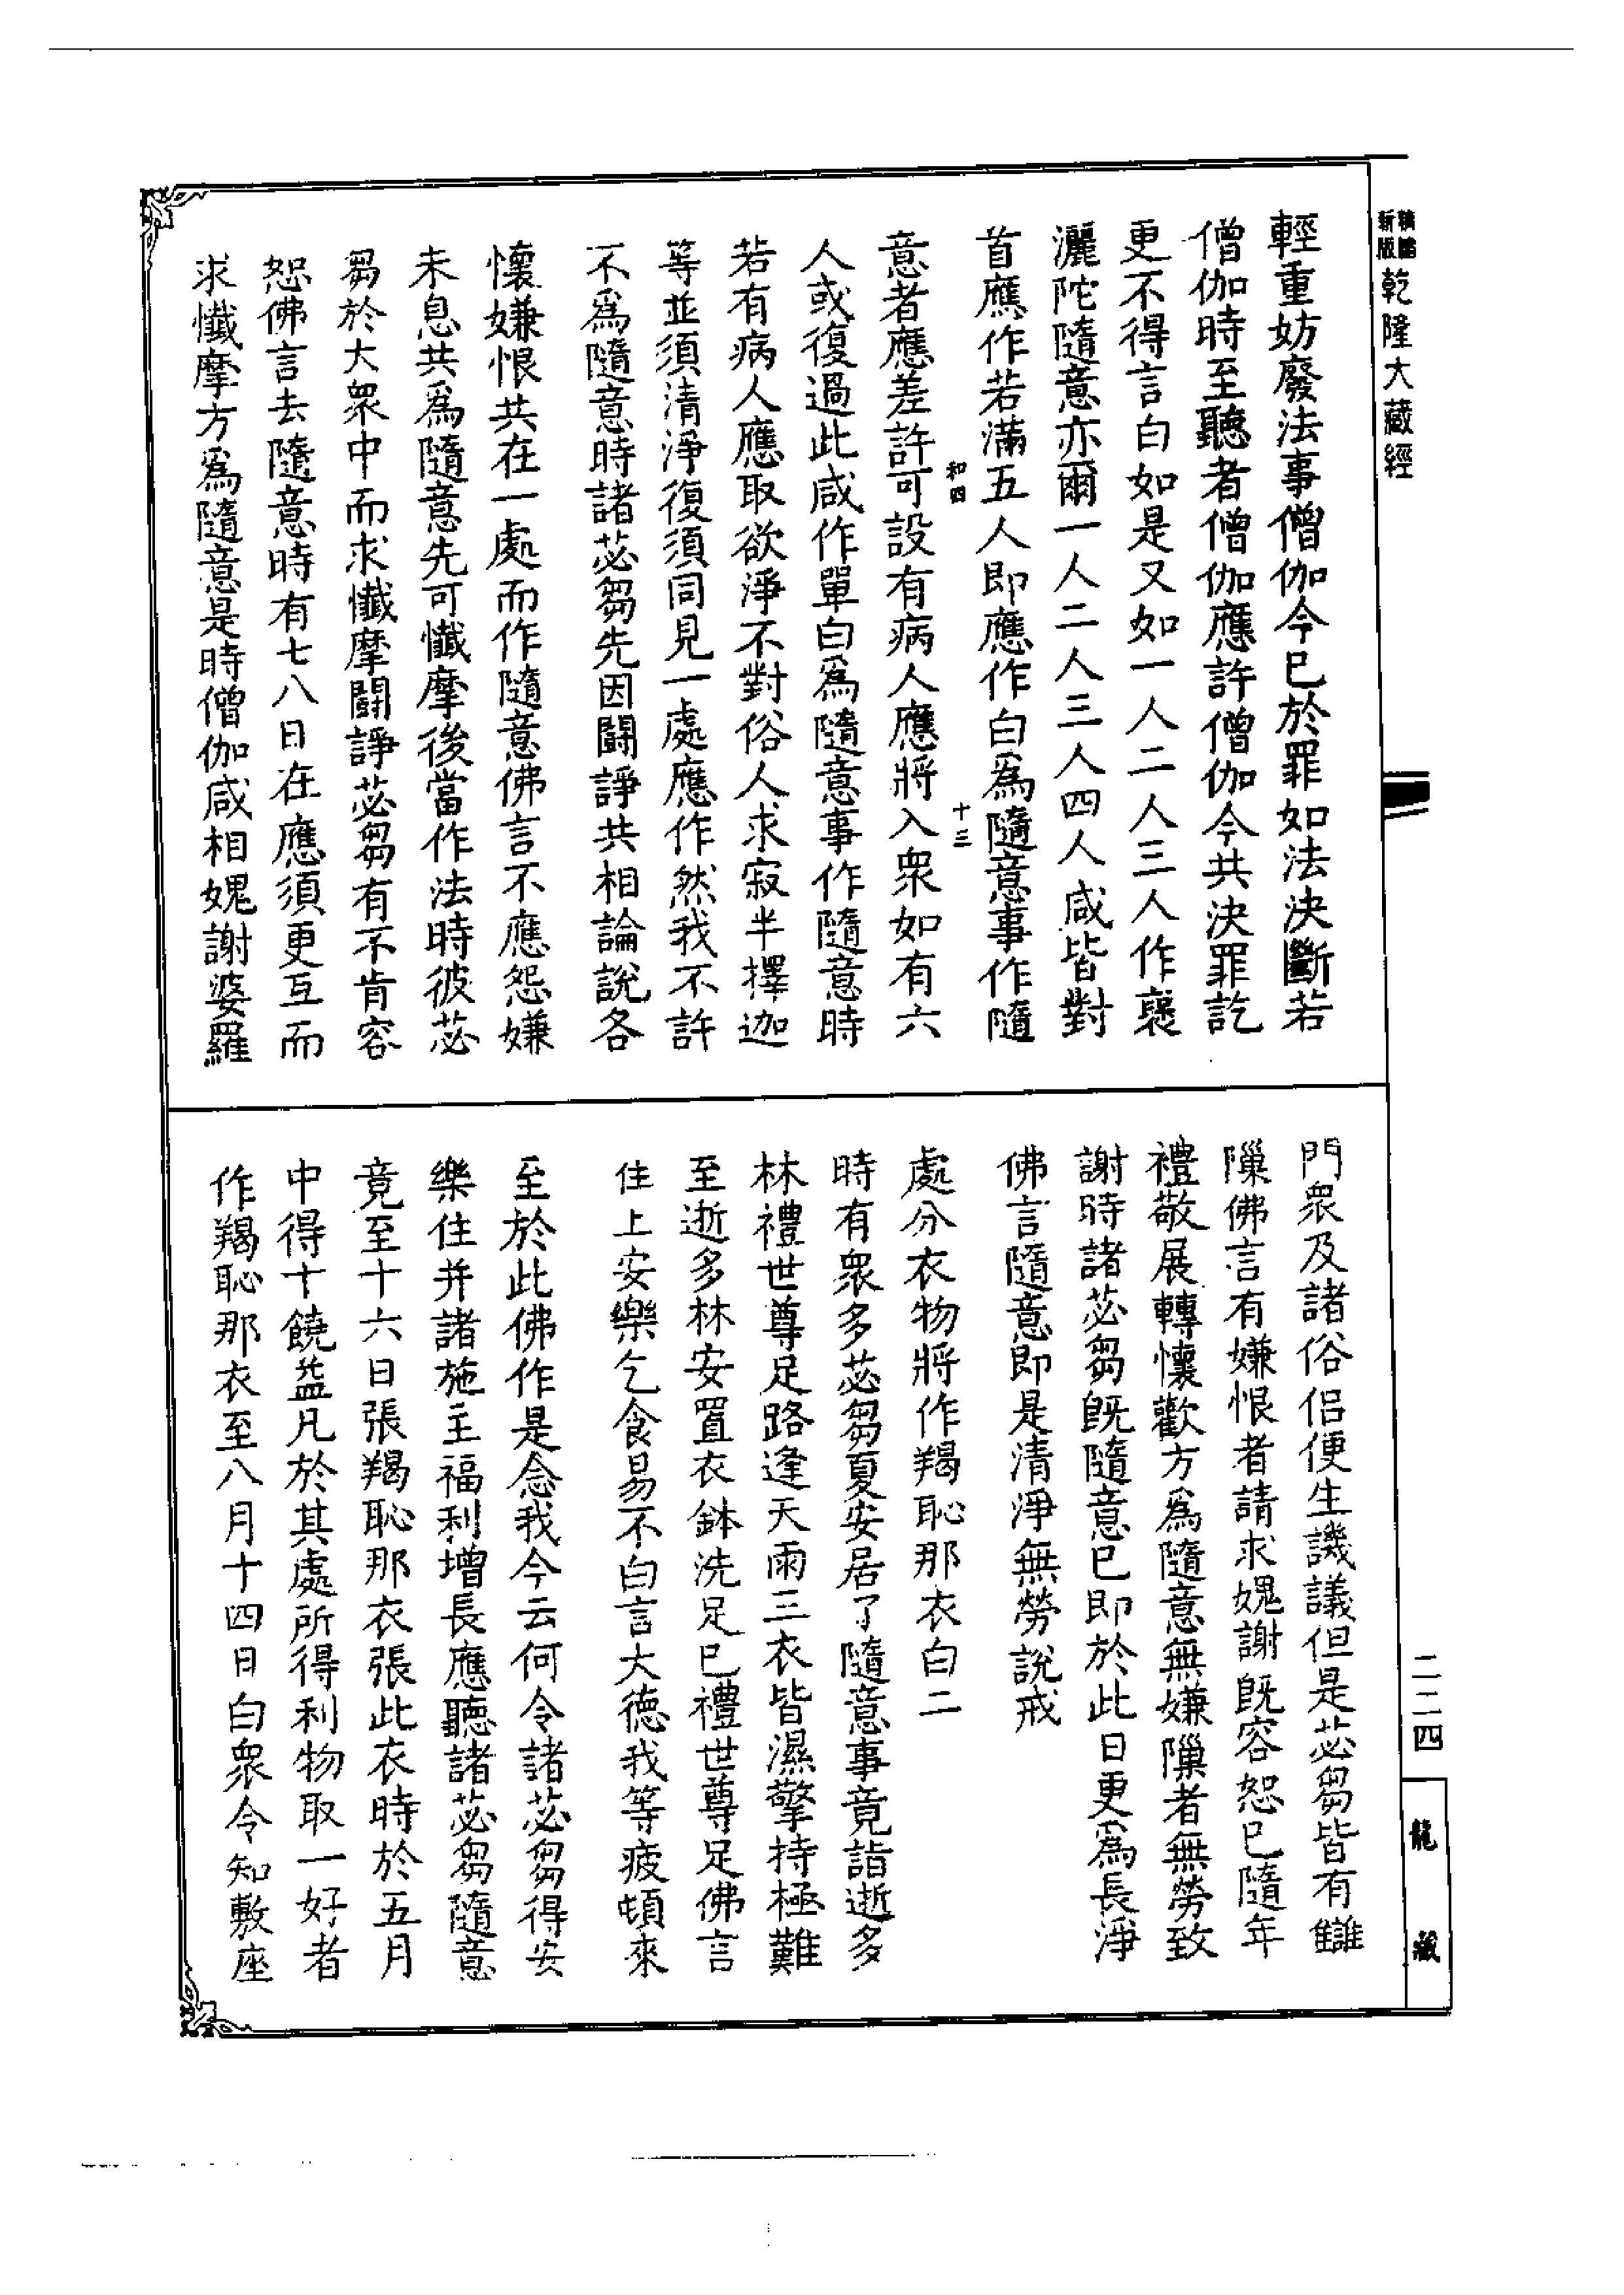 新版
乾隆大藏經
輕重妨廢法事僧伽今已於罪如法決斷若
僧伽時至聽者僧伽應許僧伽今共決罪訖
更不得言白如是又如一人二人三人作褒
灑陀隨意亦爾一人二人三人四人咸皆對
首應作若滿五人即應作白爲隨意事作隨
和四
十三
意者應差許可設有病人應將入衆如有六
人或復過此咸作單白爲隨意事作隨意時
若有病人應取欲淨不對俗人求寂半擇迦
等並須清淨復須同見一處應作然我不許
不爲隨意時諸苾芻先因鬪諍共相論說各
懷嫌恨共在一處而作隨意佛言不應怨嫌
未息共爲隨意先可懺摩後當作法時彼苾
芻於大衆中而求懺摩鬪諍苾芻有不肯容
恕佛言去隨意時有七八日在應須更互而
求懺摩方爲隨意是時僧伽咸相媿謝婆羅
門衆及諸俗侶便生譏議但是苾芻皆有讎
隟佛言有嫌恨者請求媿謝旣容恕已隨年
禮敬展轉懷歡方爲隨意無嫌隟者無勞致
謝時諸苾芻旣隨意已即於此日更爲長淨
佛言隨意即是清淨無勞說戒
處分衣物將作羯恥那衣白二
時有衆多苾芻夏安居了隨意事竟詣逝多
林禮世尊足路逢天雨三衣皆濕擎持極難
至逝多林安置衣鉢洗足已禮世尊足佛言
住上安樂乞食易不白言大德我等疲頓來
至於此佛作是念我今云何令諸苾芻得安
樂住并諸施主福利增長應聽諸苾芻隨意
竟至十六日張羯恥那衣張此衣時於五月
中得十饒益凡於其處所得利物取一好者
作羯恥那衣至八月十四日白衆令知敷座
二二四
龍藏